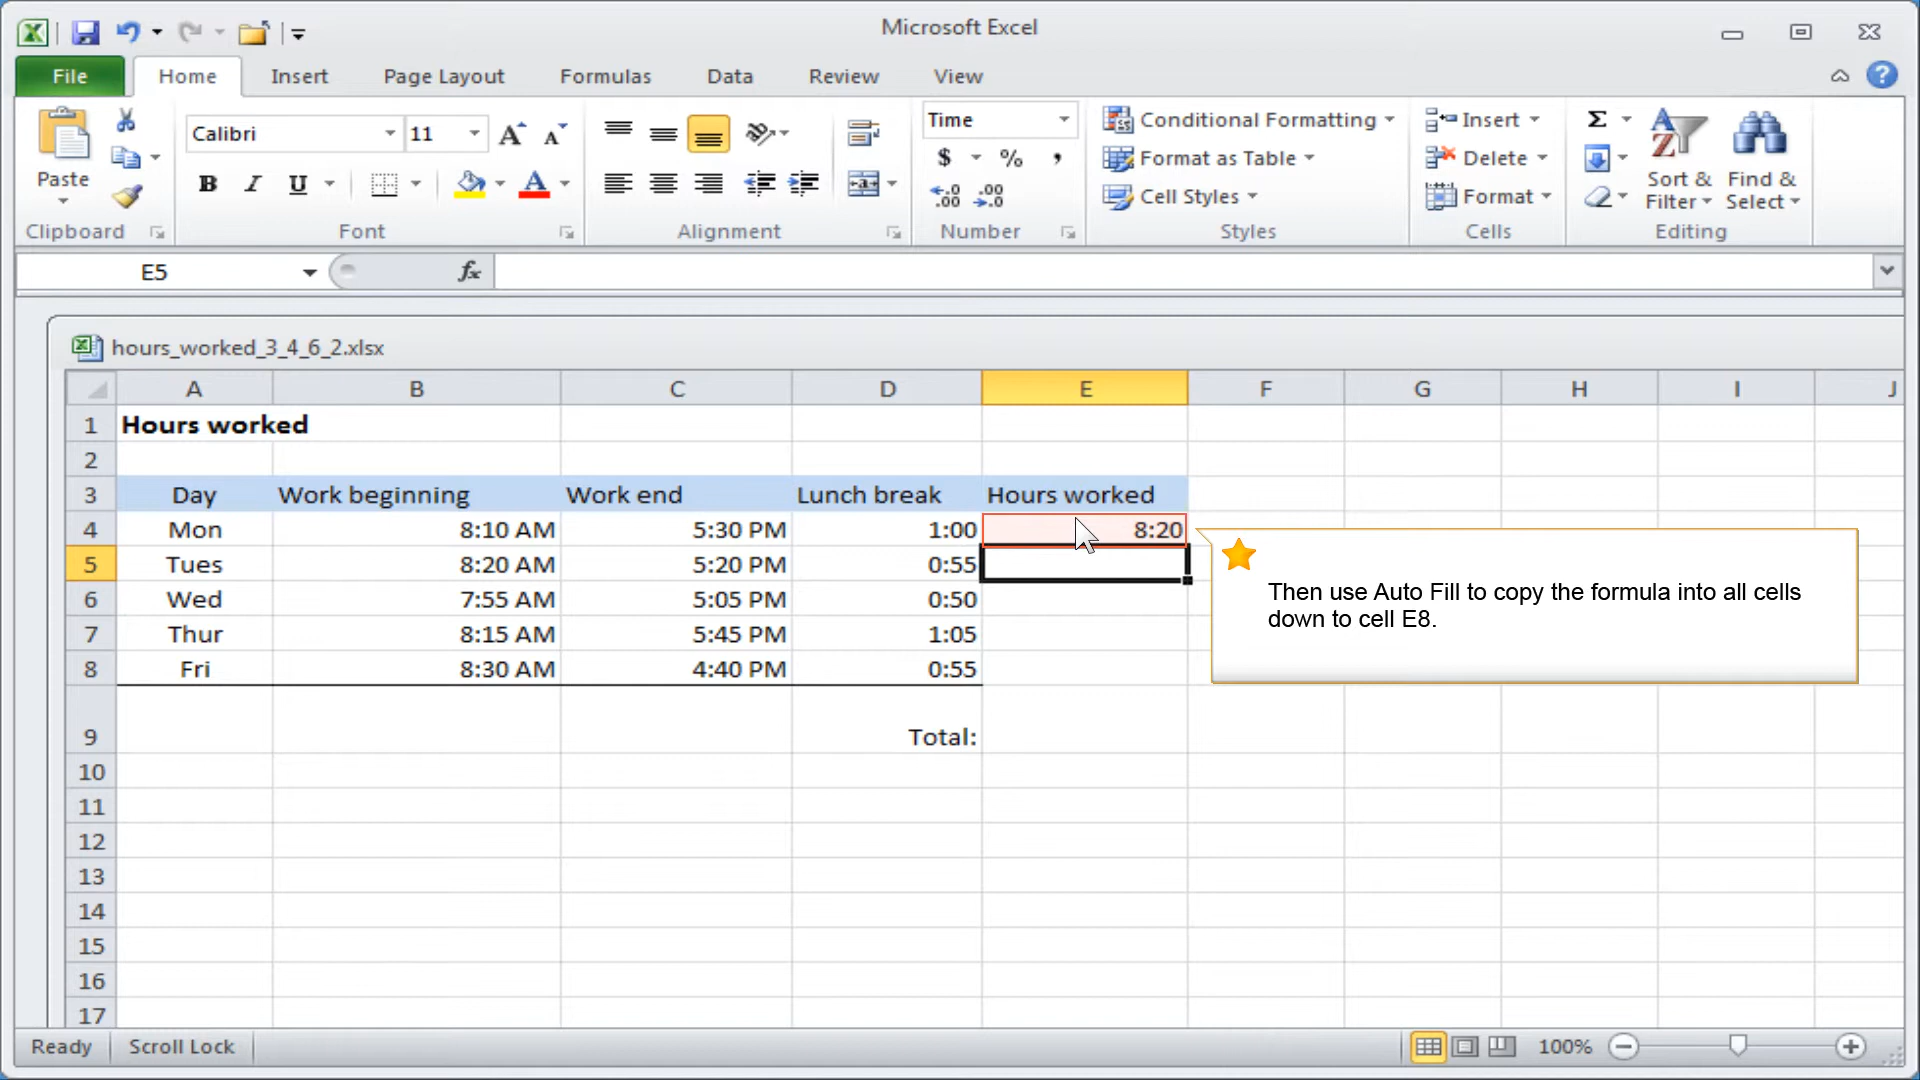 Microsoft Excel
File Home Insert Page Layout Formulas Data Review View
Paste
Clipboard
Calibri 11
B I U
Font
Alignment
Time
$ % ,
.00 .00
Number
Conditional Formatting
Format as Table
Cell Styles
Styles
Insert
Delete
Format
Cells
Σ
Sort & Filter
Find & Select
Editing
E5 fx
hours_worked_3_4_6_2.xlsx
A B C D E F G H I J
1 Hours worked
2
3 Day Work beginning Work end Lunch break Hours worked
4 Mon 8:10 AM 5:30 PM 1:00 8:20
5 Tues 8:20 AM 5:20 PM 0:55
6 Wed 7:55 AM 5:05 PM 0:50
7 Thur 8:15 AM 5:45 PM 1:05
8 Fri 8:30 AM 4:40 PM 0:55
9 Total:
10
11
12
13
14
15
16
17
Then use Auto Fill to copy the formula into all cells
down to cell E8.
Ready Scroll Lock 100%